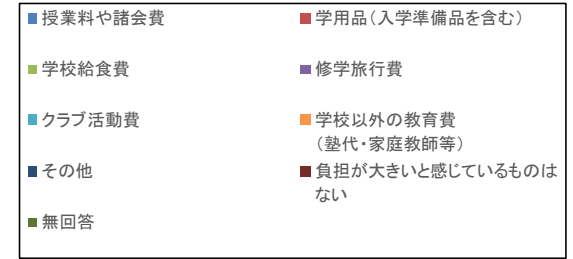 授業料や諸会費
学用品（入学準備品を含む）
学校給食費
修学旅行費
クラブ活動費
学校以外の教育費
（塾代・家庭教師等）
その他
負担が大きいと感じているものは
ない
無回答